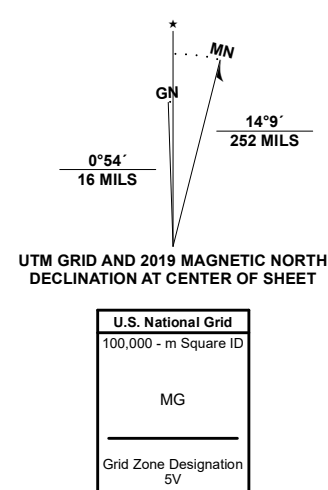 ★
MN
GN
14°9´
252 MILS
0°54´
16 MILS
UTM GRID AND 2019 MAGNETIC NORTH
DECLINATION AT CENTER OF SHEET
U.S. National Grid
100,000 - m Square ID
MG
Grid Zone Designation
5V